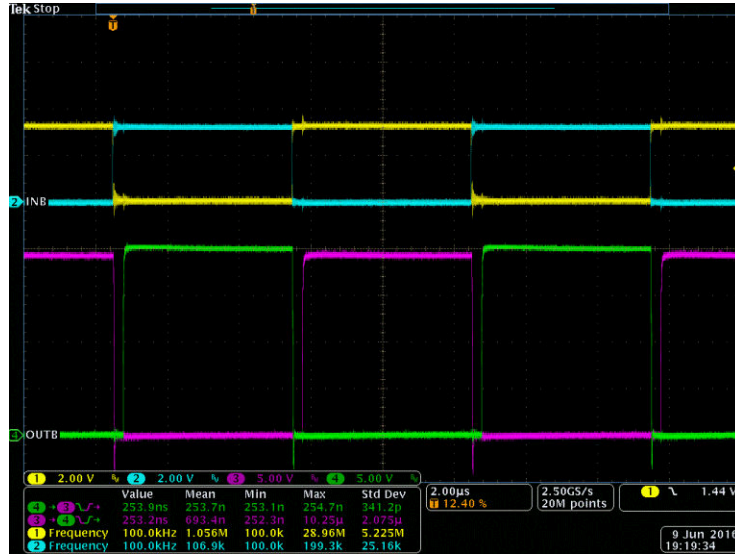 Tek Stop
T
2 INB
4 OUTB
1 2.00 V 2 2.00 V 3 5.00 V 4 5.00 V
Value Mean Min Max Std Dev
4 → 3 253.9ns 253.7n 253.1n 254.7n 341.2p
3 → 4 253.2ns 693.4n 252.3n 10.25µ 2.075µ
1 Frequency 100.0kHz 1.056M 100.0k 28.96M 5.225M
2 Frequency 100.0kHz 106.9k 100.0k 199.3k 25.16k
2.00µs
T 12.40 %
2.50GS/s
20M points
1 1.44 V
9 Jun 2016
19:19:34